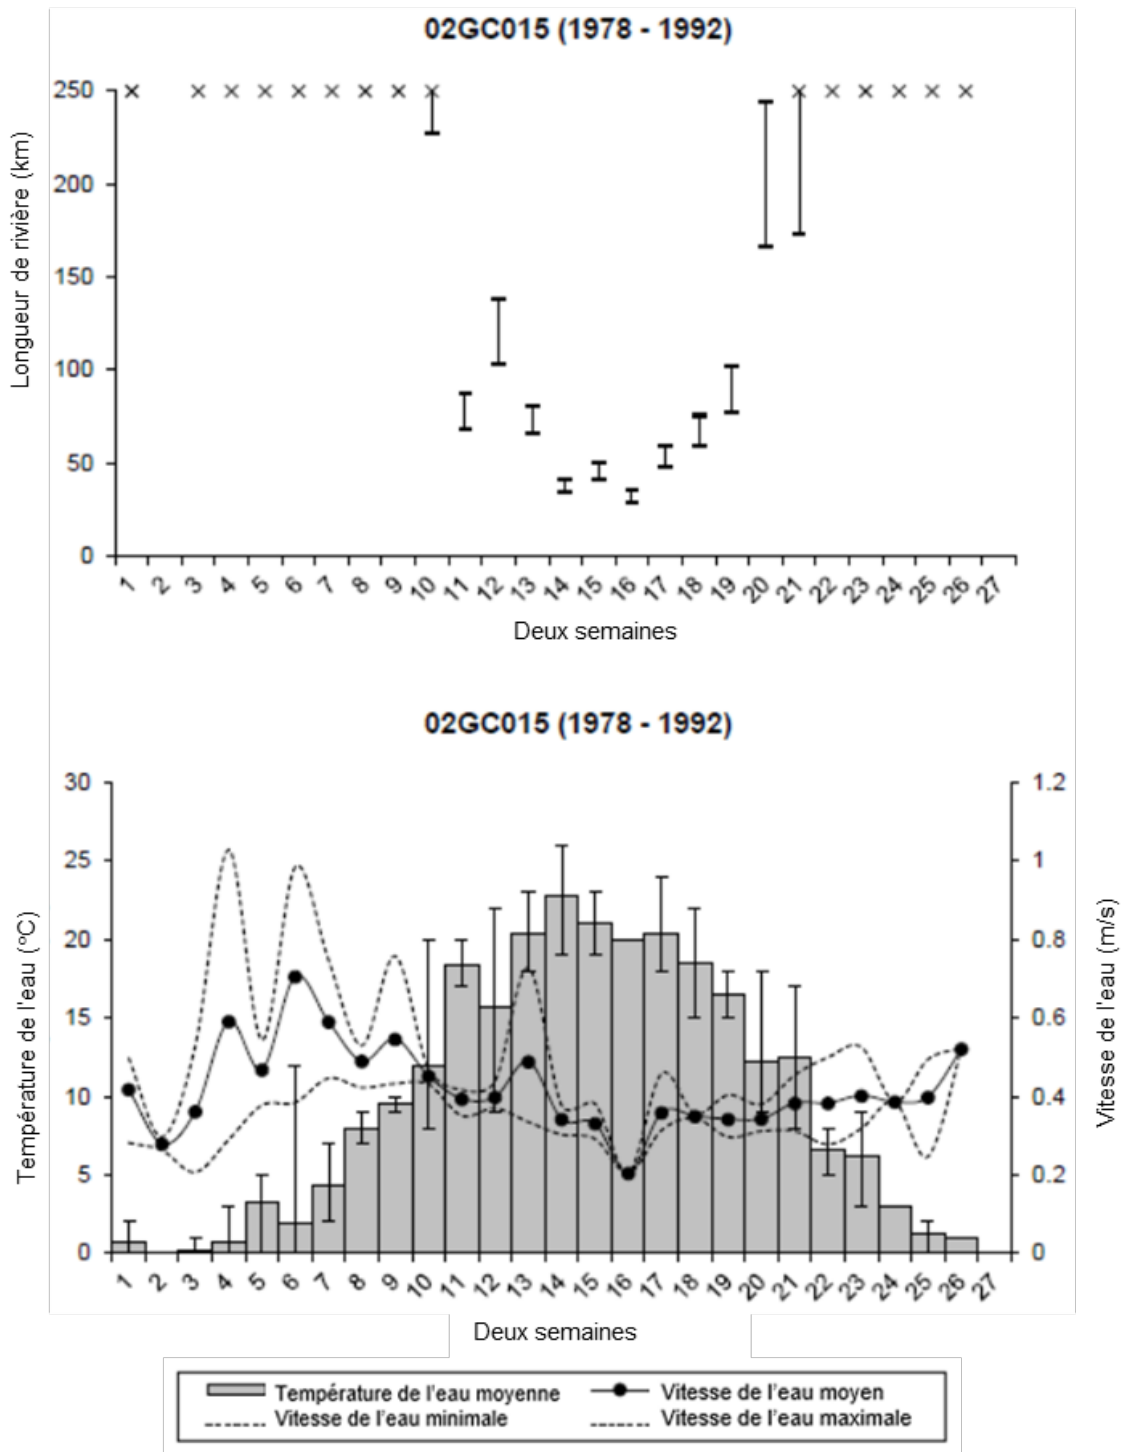 02GC015 (1978 - 1992)
Longueur de rivière (km)
250
200
150
100
50
0
1 2 3 4 5 6 7 8 9 10 11 12 13 14 15 16 17 18 19 20 21 22 23 24 25 26 27
Deux semaines
02GC015 (1978 - 1992)
Température de l'eau (°C)
30
25
20
15
10
5
0
Vitesse de l'eau (m/s)
1.2
1
0.8
0.6
0.4
0.2
0
1 2 3 4 5 6 7 8 9 10 11 12 13 14 15 16 17 18 19 20 21 22 23 24 25 26 27
Deux semaines
Température de l'eau moyenne
Vitesse de l'eau moyen
Vitesse de l'eau minimale
Vitesse de l'eau maximale